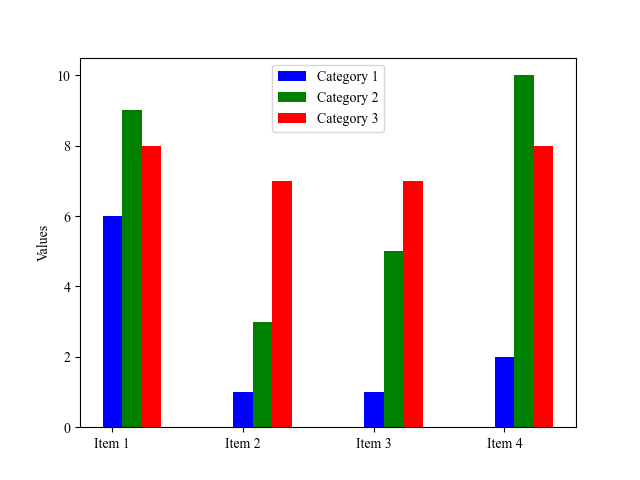 Category 1
Category 2
Category 3
Values
10
8
6
4
2
0
Item 1
Item 2
Item 3
Item 4